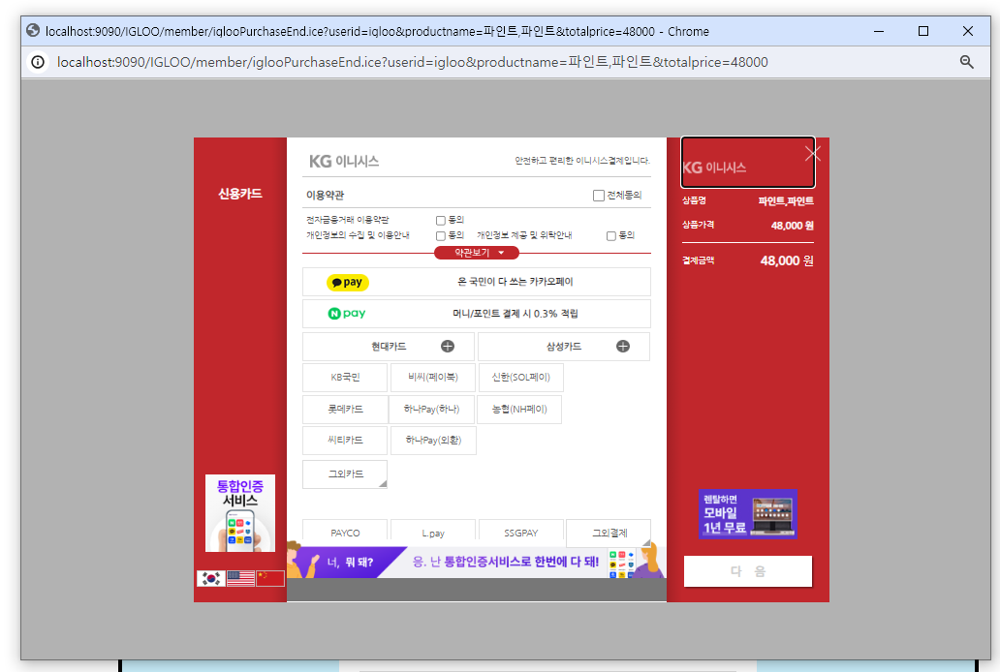 localhost:9090/IGLOO/member/iglooPurchaseEnd.ice?userid=igloo&productname=파인트,파인트&totalprice=48000 - Chrome
localhost:9090/IGLOO/member/iglooPurchaseEnd.ice?userid=igloo&productname=파인트,파인트&totalprice=48000
신용카드
통합인증
서비스
KG 이니시스
안전하고 편리한 이니시스결제입니다.
이용약관
전체동의
전자금융거래 이용약관
동의
개인정보의 수집 및 이용안내
동의
개인정보 제공 및 위탁안내
동의
약관보기
pay
온 국민이 다 쓰는 카카오페이
N pay
머니/포인트 결제 시 0.3% 적립
현대카드
삼성카드
KB국민
비씨(페이북)
신한(SOL페이)
롯데카드
하나Pay(하나)
농협(NH페이)
씨티카드
하나Pay(외환)
그외카드
PAYCO
L.pay
SSGPAY
그외결제
너, 뭐 돼?
응. 난 통합인증서비스로 한번에 다 돼!
KG 이니시스
상품명
파인트,파인트
상품가격
48,000 원
결제금액
48,000 원
렌탈하면
모바일
1년 무료
다 음